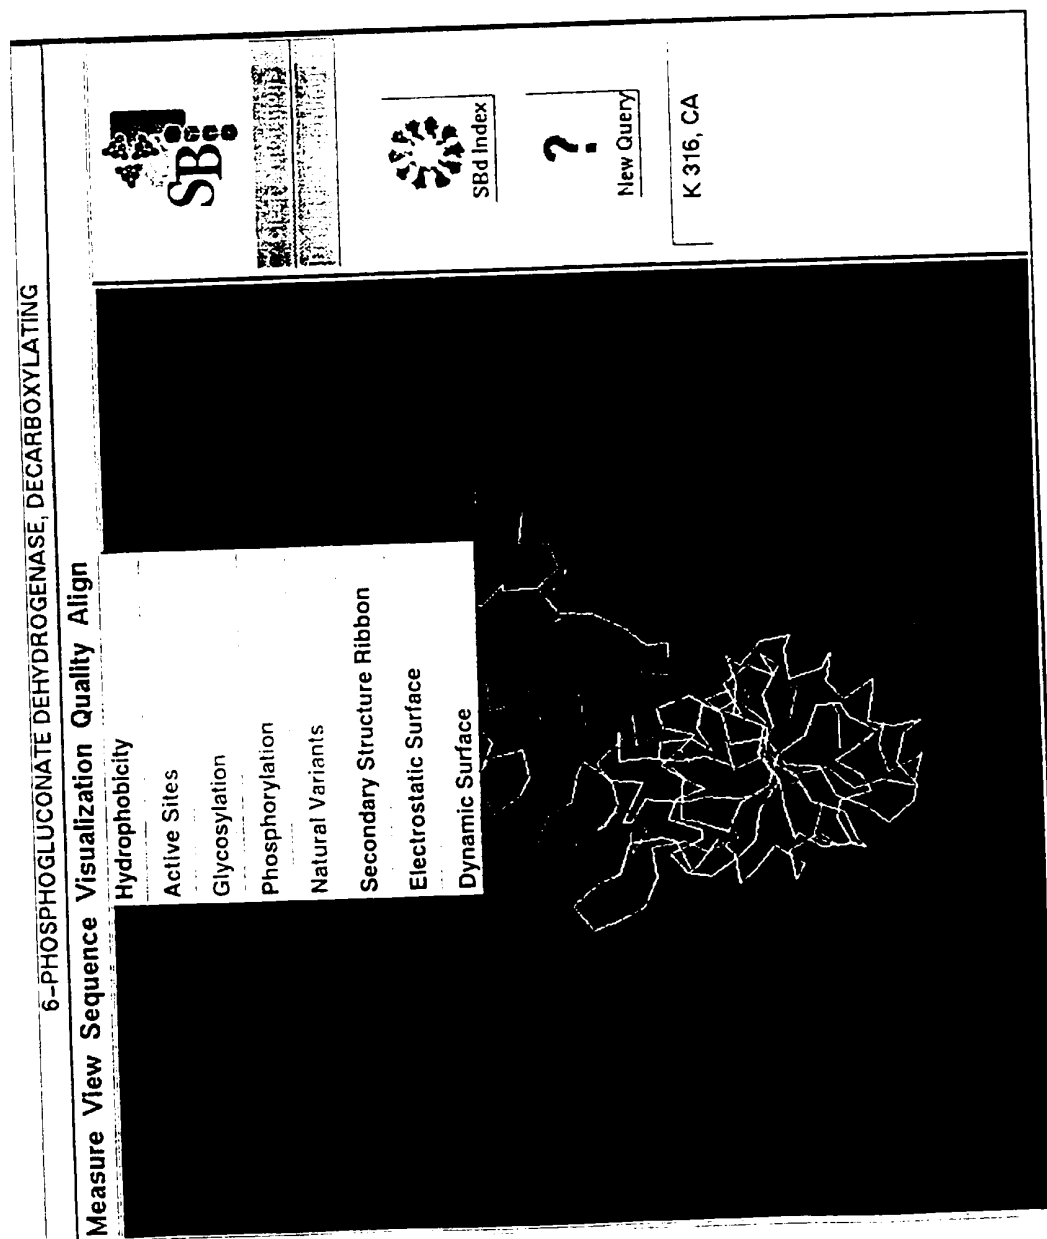 6-PHOSPHOGLUCONATE DEHYDROGENASE, DECARBOXYLATING
Measure View Sequence Visualization Quality Align
Hydrophobicity
Active Sites
Glycosylation
Phosphorylation
Natural Variants
Secondary Structure Ribbon
Electrostatic Surface
Dynamic Surface
SBi
SBd Index
?
New Query
K 316, CA